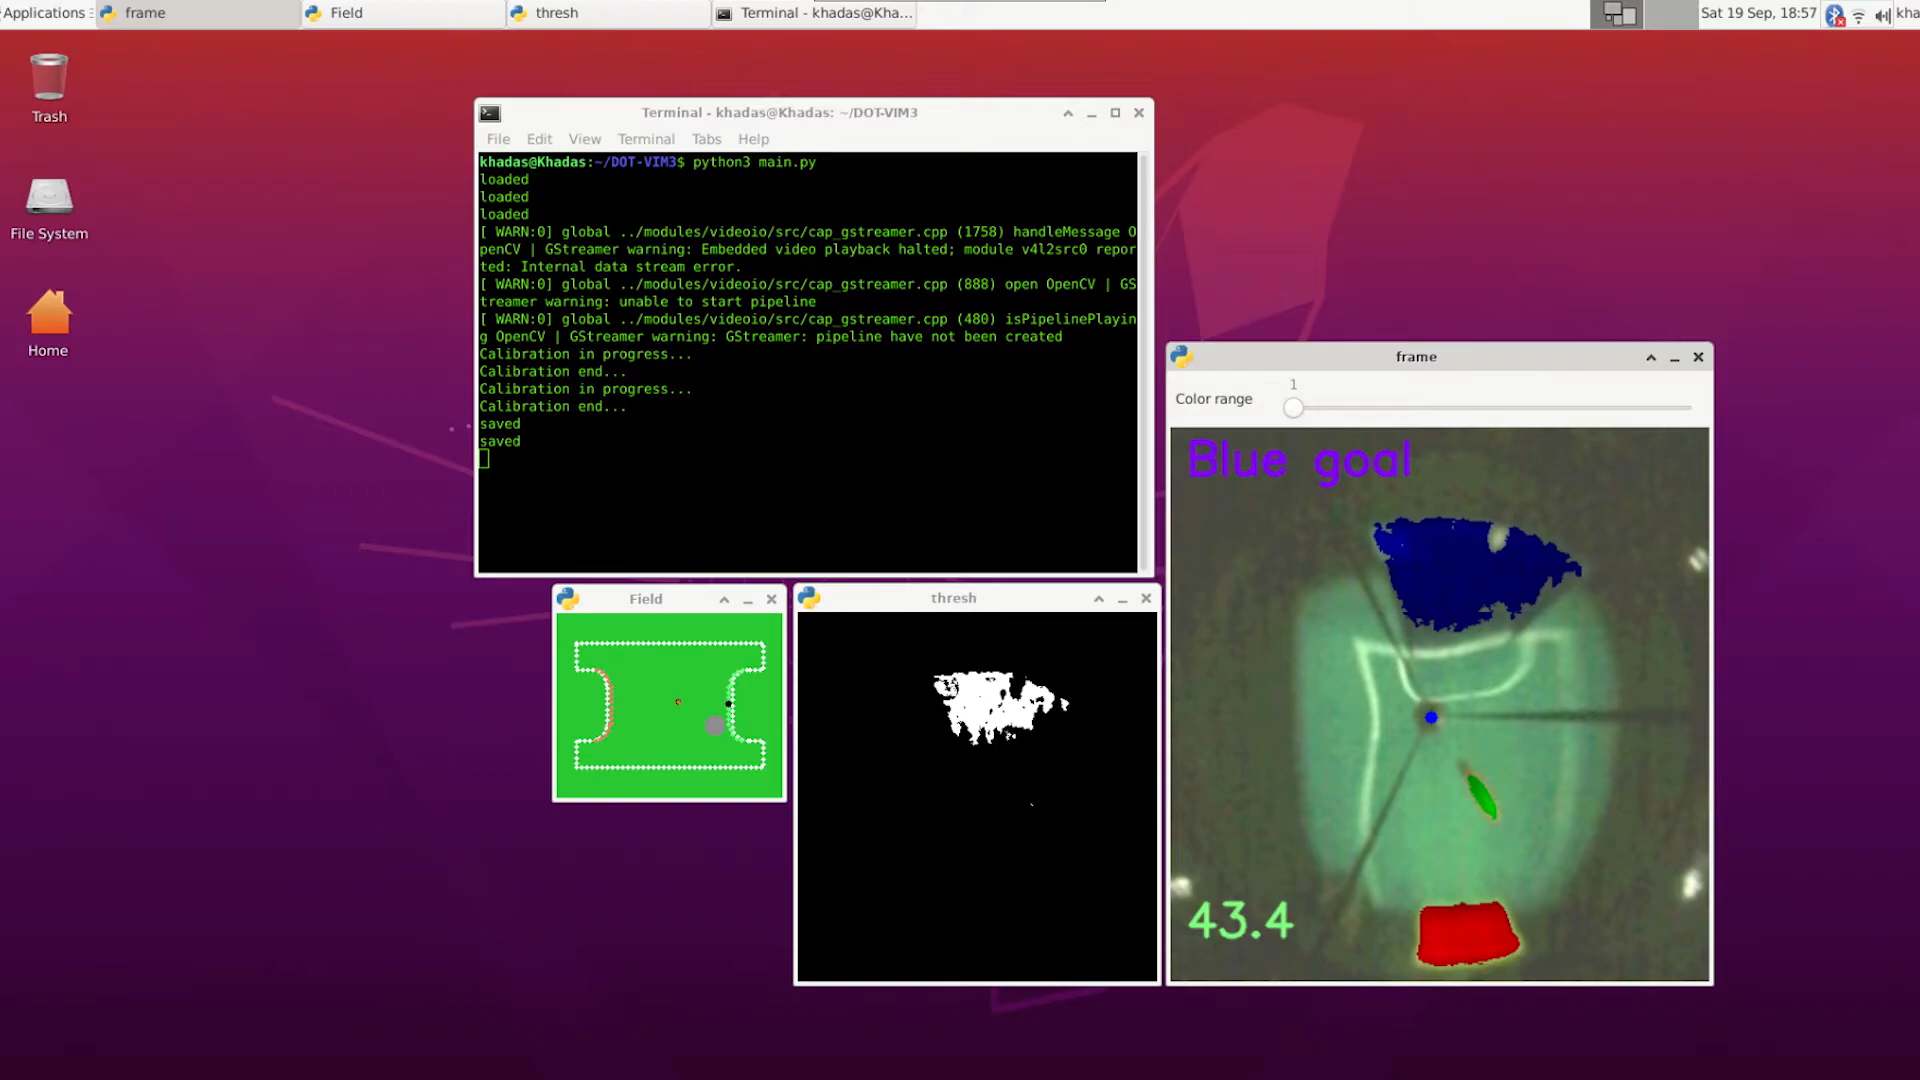 Applications
frame
Field
thresh
Terminal - khadas@Kha...
Sat 19 Sep, 18:57
kha
Trash
File System
Home
Terminal - khadas@Khadas: ~/DOT-VIM3
File Edit View Terminal Tabs Help
khadas@Khadas:~/DOT-VIM3$ python3 main.py
loaded
loaded
loaded
[ WARN:0] global ../modules/videoio/src/cap_gstreamer.cpp (1758) handleMessage O
penCV | GStreamer warning: Embedded video playback halted; module v4l2src0 repor
ted: Internal data stream error.
[ WARN:0] global ../modules/videoio/src/cap_gstreamer.cpp (888) open OpenCV | GS
treamer warning: unable to start pipeline
[ WARN:0] global ../modules/videoio/src/cap_gstreamer.cpp (480) isPipelinePlayin
g OpenCV | GStreamer warning: GStreamer: pipeline have not been created
Calibration in progress...
Calibration end...
Calibration in progress...
Calibration end...
saved
saved
Field
thresh
frame
1
Color range
Blue goal
43.4